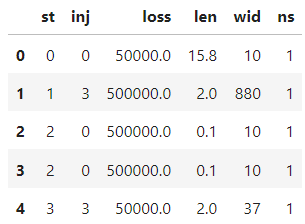 st inj loss len wid ns
0 0 0 50000.0 15.8 10 1
1 1 3 500000.0 2.0 880 1
2 2 0 500000.0 0.1 10 1
3 2 0 500000.0 0.1 10 1
4 3 3 50000.0 2.0 37 1